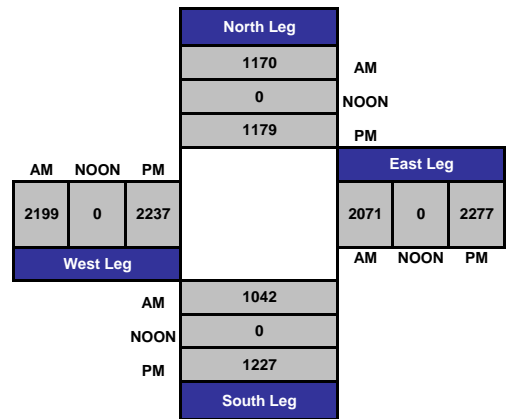 North Leg
1170 AM
0 NOON
1179 PM
AM NOON PM
East Leg
2199 0 2237
2071 0 2277
West Leg
AM NOON PM
AM 1042
NOON 0
PM 1227
South Leg